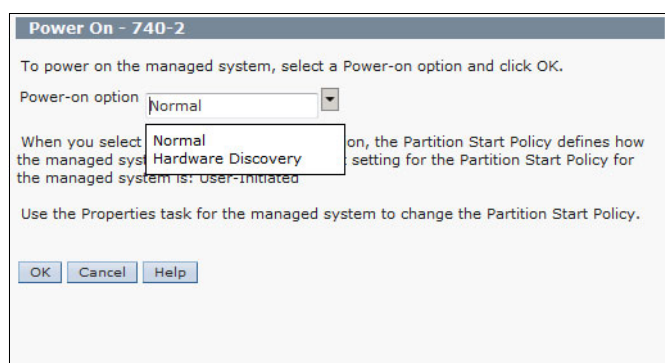 Power On - 740-2
To power on the managed system, select a Power-on option and click OK.
Power-on option Normal
Normal
Hardware Discovery
When you select on, the Partition Start Policy defines how
the managed syst setting for the Partition Start Policy for
the managed system is: User-Initiated
Use the Properties task for the managed system to change the Partition Start Policy.
OK Cancel Help